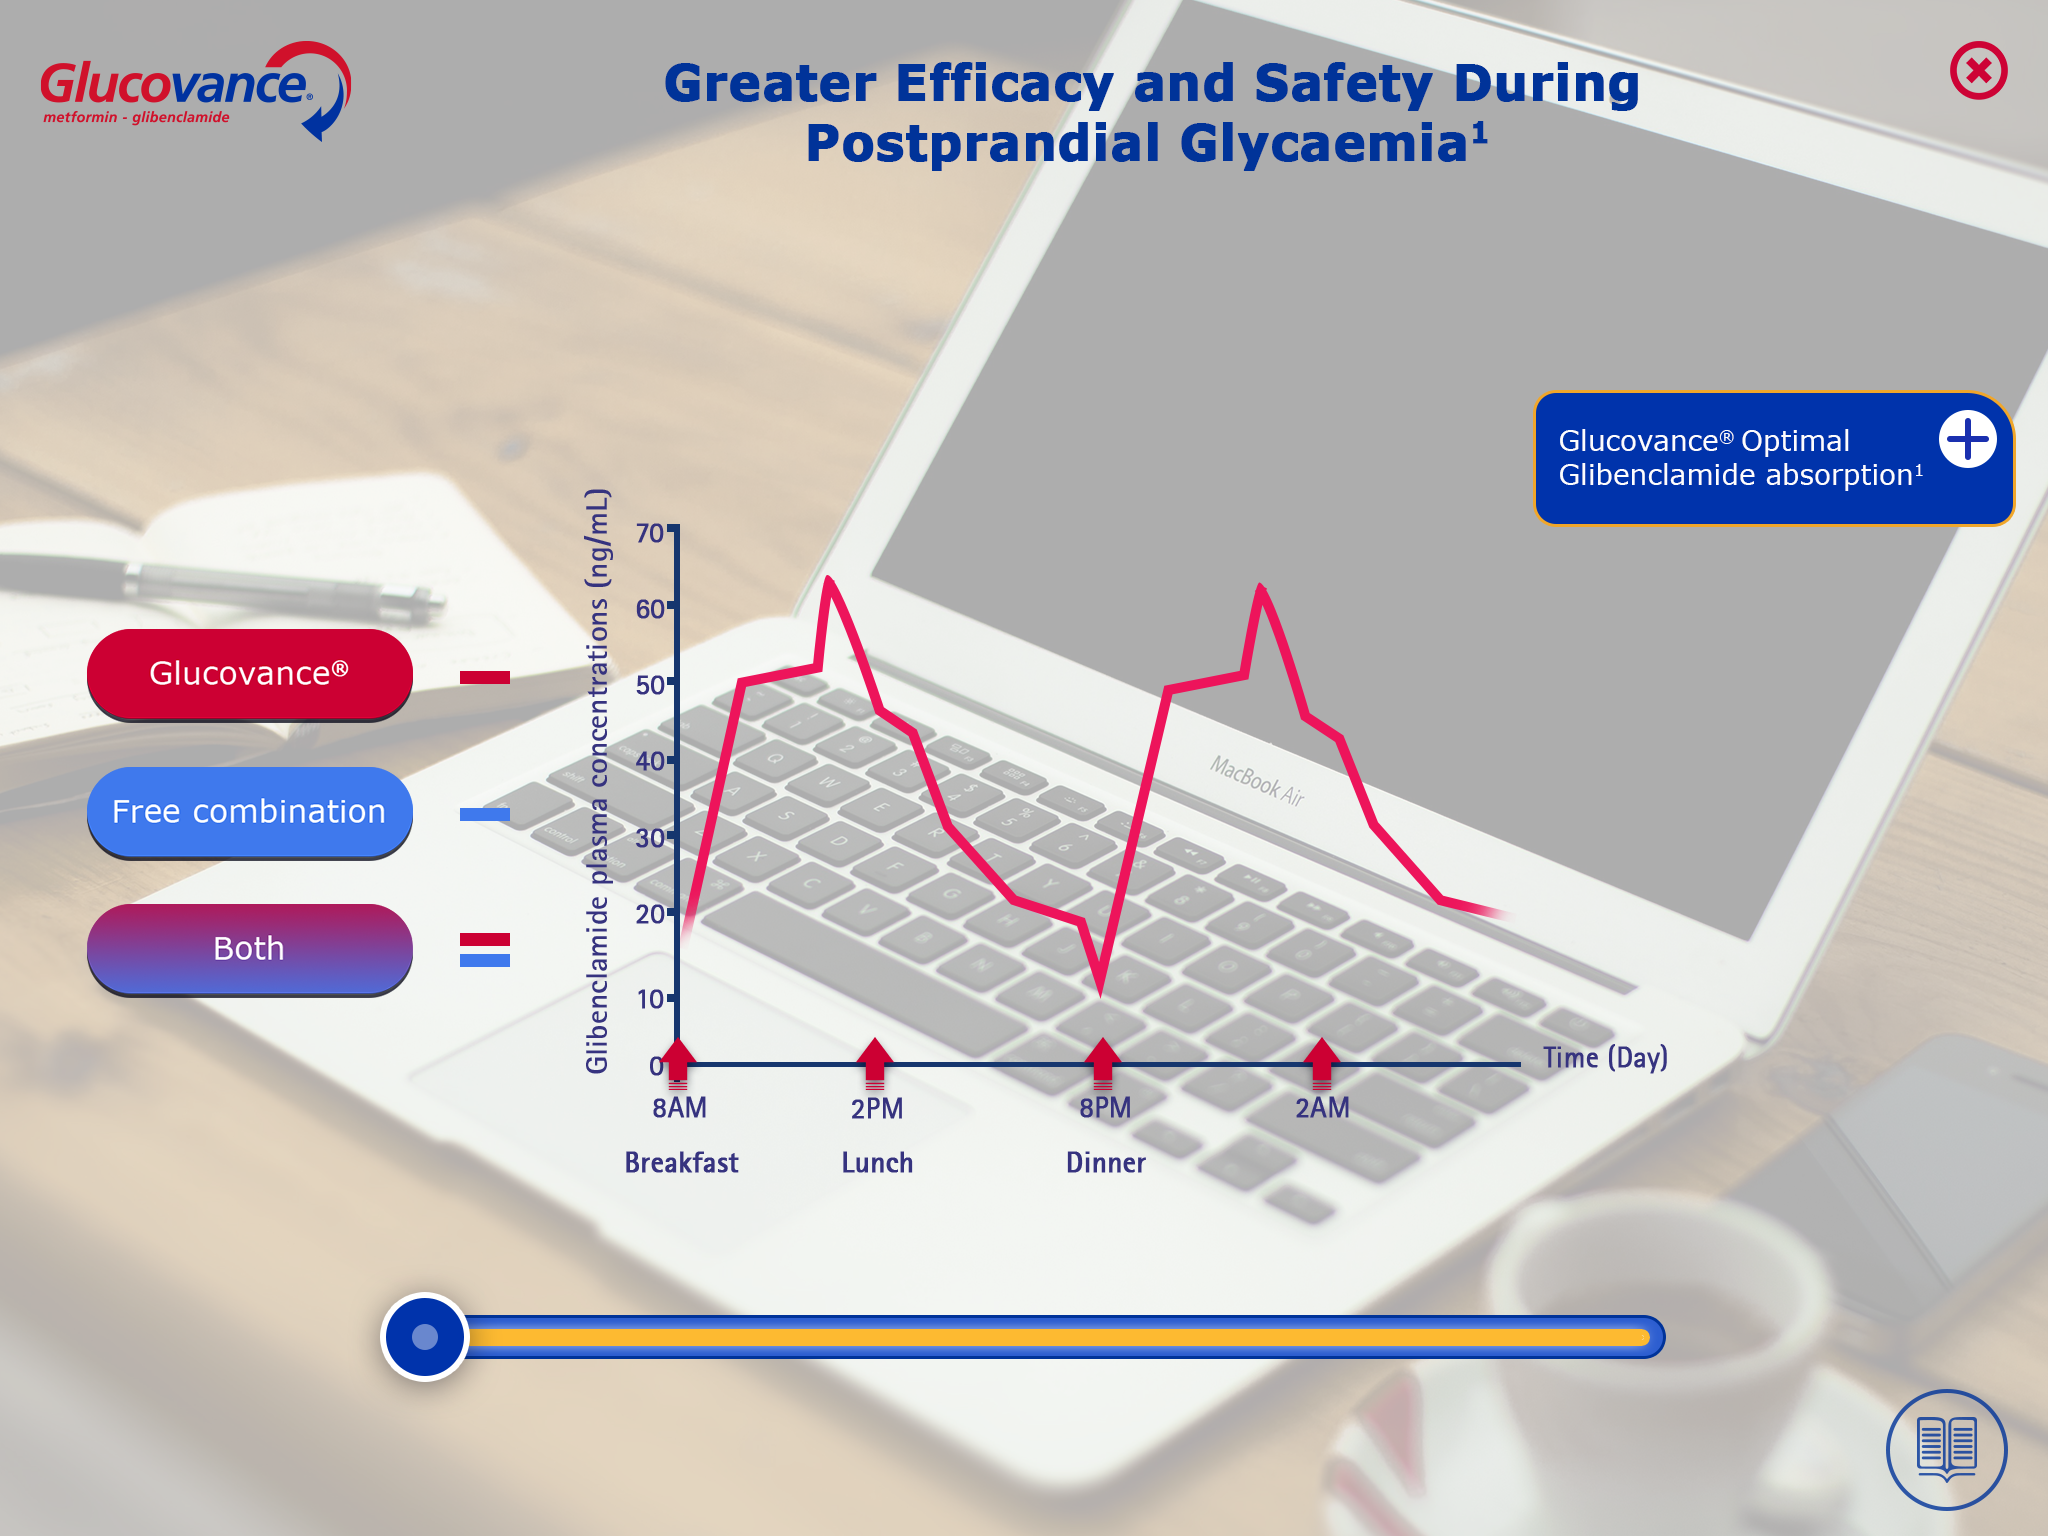 Glucovance®
metformin - glibenclamide
Greater Efficacy and Safety During
Postprandial Glycaemia¹
Glucovance® Optimal
Glibenclamide absorption¹
Glucovance®
Free combination
Both
Glibenclamide plasma concentrations (ng/mL)
70
60
50
40
30
20
10
0
Time (Day)
8AM
2PM
8PM
2AM
Breakfast
Lunch
Dinner
MacBook Air